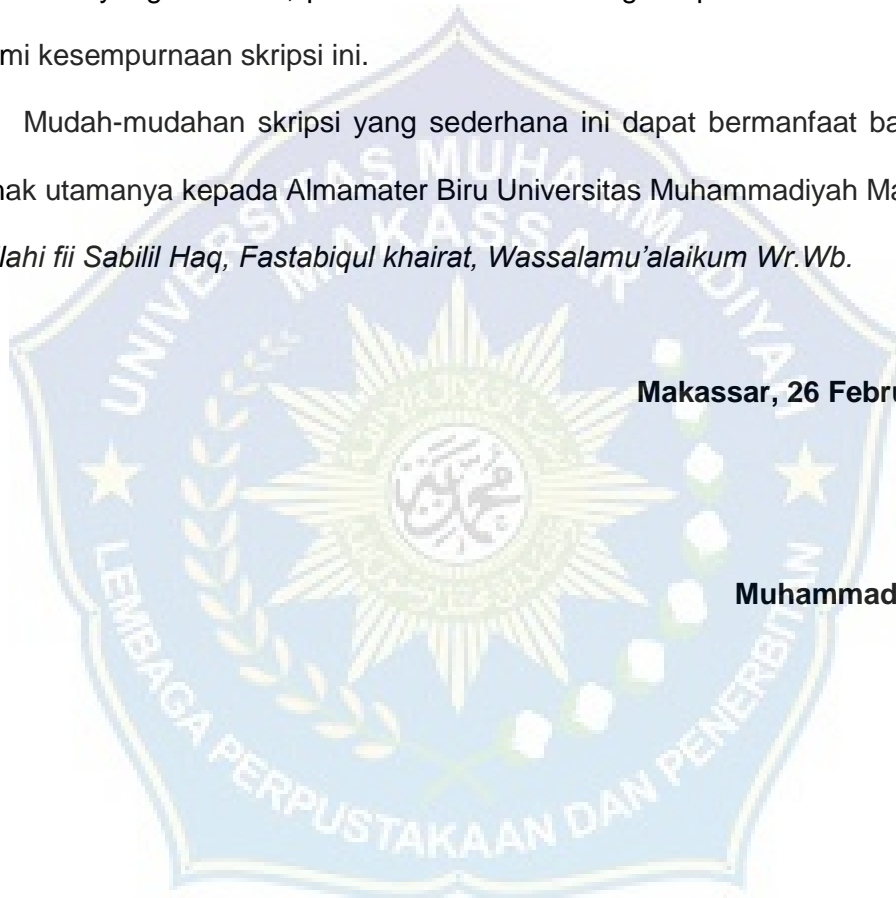 mi kesempurnaan skripsi ini.
Mudah-mudahan skripsi yang sederhana ini dapat bermanfaat ba
ak utamanya kepada Almamater Biru Universitas Muhammadiyah Ma
lahi fii Sabilil Haq, Fastabiqul khairat, Wassalamu’alaikum Wr.Wb.
Makassar, 26 Febru
Muhammad
UNIVERSITAS MUHAMMADIYAH
MAKASSAR
محمدية
LEMBAGA PERPUSTAKAAN DAN PENERBITAN